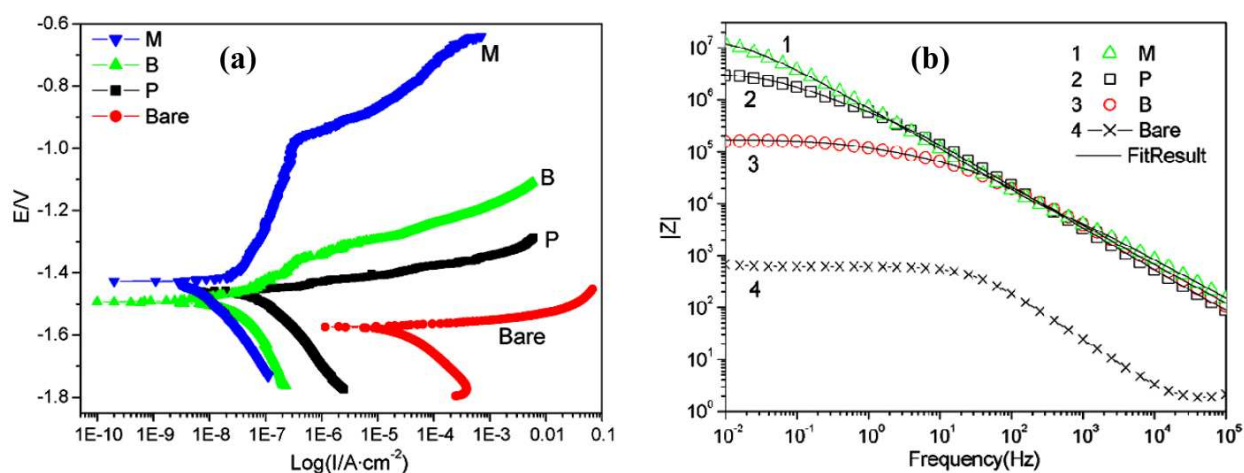 (a)
M
B
P
Bare
M
B
P
Bare
E/V
-0.6
-0.8
-1.0
-1.2
-1.4
-1.6
-1.8
1E-10 1E-9 1E-8 1E-7 1E-6 1E-5 1E-4 1E-3 0.01 0.1
Log(I/A·cm⁻²)
(b)
1 M
2 P
3 B
4 Bare
FitResult
1
2
3
4
|Z|
10⁷
10⁶
10⁵
10⁴
10³
10²
10¹
10⁰
10⁻² 10⁻¹ 10⁰ 10¹ 10² 10³ 10⁴ 10⁵
Frequency(Hz)